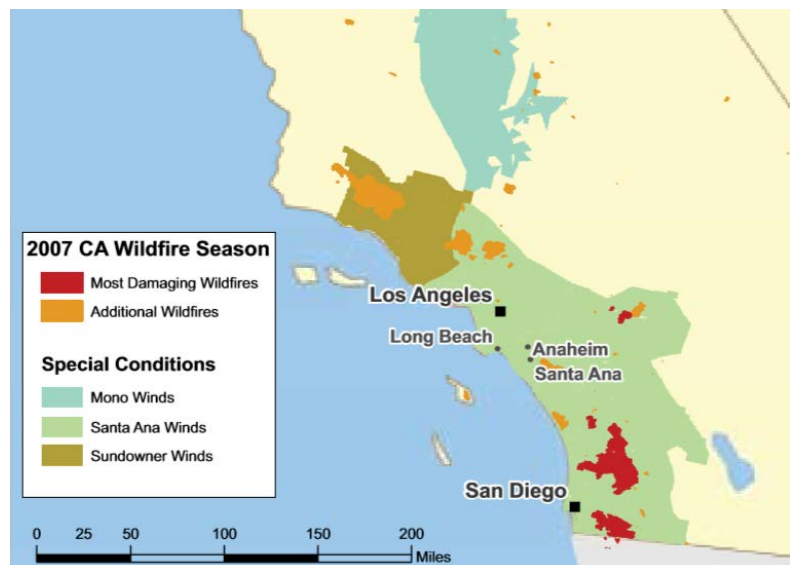 Los Angeles
Long Beach
Anaheim
Santa Ana
San Diego
2007 CA Wildfire Season
Most Damaging Wildfires
Additional Wildfires
Special Conditions
Mono Winds
Santa Ana Winds
Sundowner Winds
0 25 50 100 150 200
Miles